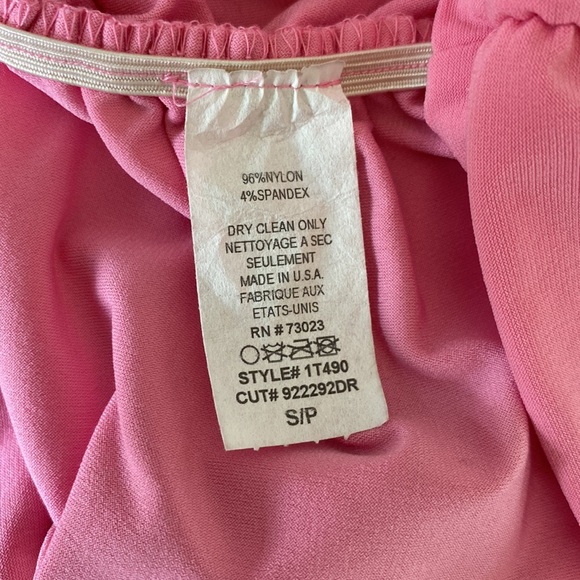 96%NYLON
4%SPANDEX
DRY CLEAN ONLY
NETTOYAGE A SEC
SEULEMENT
MADE IN U.S.A.
FABRIQUE AUX
ETATS-UNIS
RN # 73023
STYLE# 1T490
CUT# 922292DR
S/P